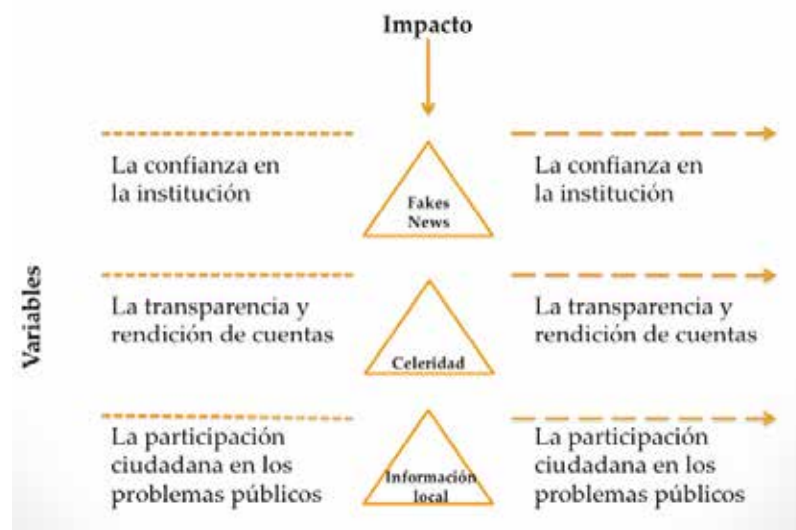 Impacto
La confianza en
la institución
Fakes
News
La confianza en
la institución
Variables
La transparencia y
rendición de cuentas
Celeridad
La transparencia y
rendición de cuentas
La participación
ciudadana en los
problemas públicos
Información
local
La participación
ciudadana en los
problemas públicos